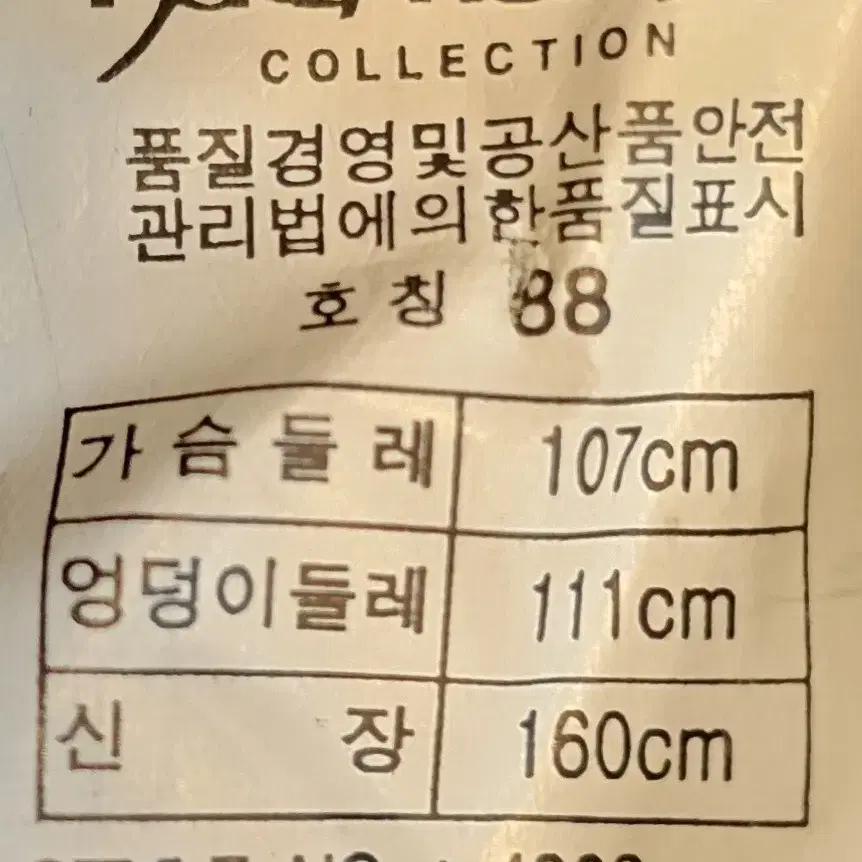 COLLECTION
품질경영및공산품안전
관리법에의한품질표시
호칭 88
가슴둘레 107cm
엉덩이둘레 111cm
신장 160cm